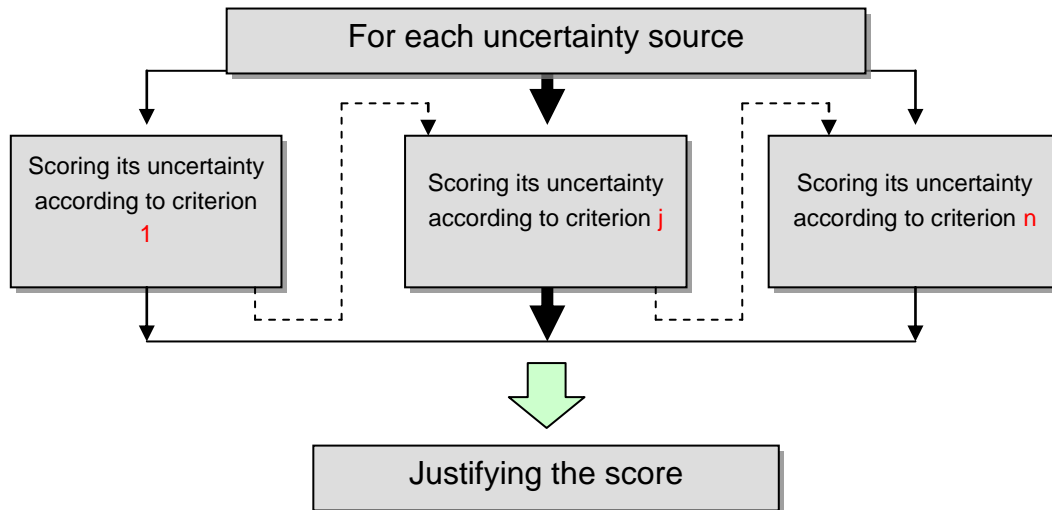 For each uncertainty source
Scoring its uncertainty
according to criterion
1
Scoring its uncertainty
according to criterion j
Scoring its uncertainty
according to criterion n
Justifying the score